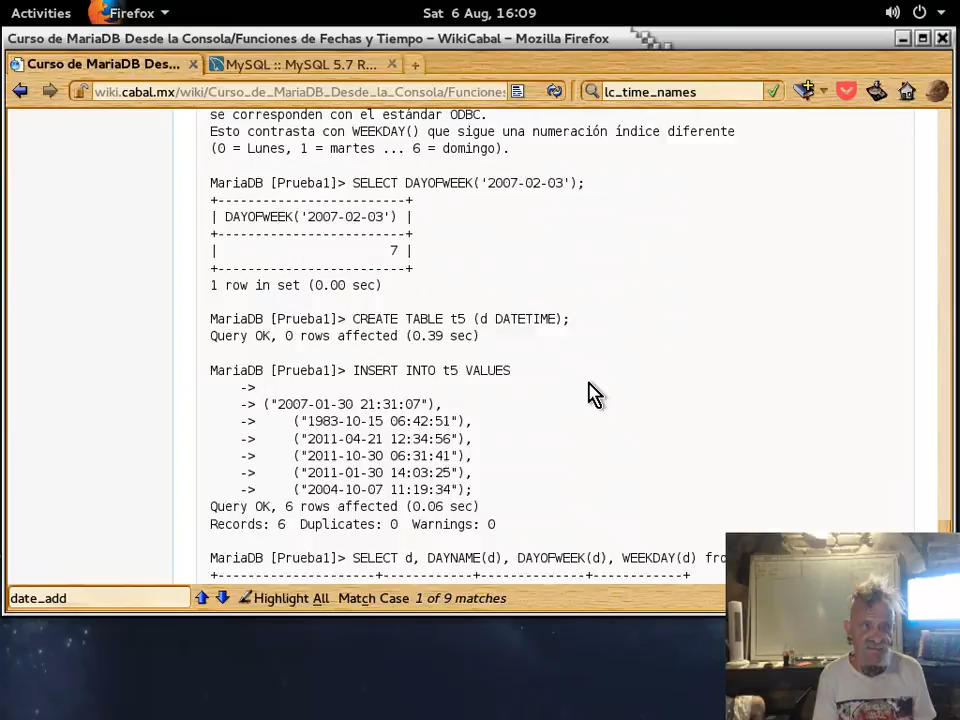 Activities Firefox Sat 6 Aug, 16:09
Curso de MariaDB Desde la Consola/Funciones de Fechas y Tiempo – WikiCabal – Mozilla Firefox
Curso de MariaDB Des... MySQL :: MySQL 5.7 R...
wiki.cabal.mx/wiki/Curso_de_MariaDB_Desde_la_Consola/Funciones lc_time_names
se corresponden con el estándar ODBC.
Esto contrasta con WEEKDAY() que sigue una numeración índice diferente
(0 = Lunes, 1 = martes ... 6 = domingo).
MariaDB [Prueba1]> SELECT DAYOFWEEK('2007-02-03');
+-------------------------+
| DAYOFWEEK('2007-02-03') |
+-------------------------+
| 7 |
+-------------------------+
1 row in set (0.00 sec)
MariaDB [Prueba1]> CREATE TABLE t5 (d DATETIME);
Query OK, 0 rows affected (0.39 sec)
MariaDB [Prueba1]> INSERT INTO t5 VALUES
->
-> ("2007-01-30 21:31:07"),
-> ("1983-10-15 06:42:51"),
-> ("2011-04-21 12:34:56"),
-> ("2011-10-30 06:31:41"),
-> ("2011-01-30 14:03:25"),
-> ("2004-10-07 11:19:34");
Query OK, 6 rows affected (0.06 sec)
Records: 6 Duplicates: 0 Warnings: 0
MariaDB [Prueba1]> SELECT d, DAYNAME(d), DAYOFWEEK(d), WEEKDAY(d) fro
+---------------------+------------+--------------+------------+
date_add Highlight All Match Case 1 of 9 matches